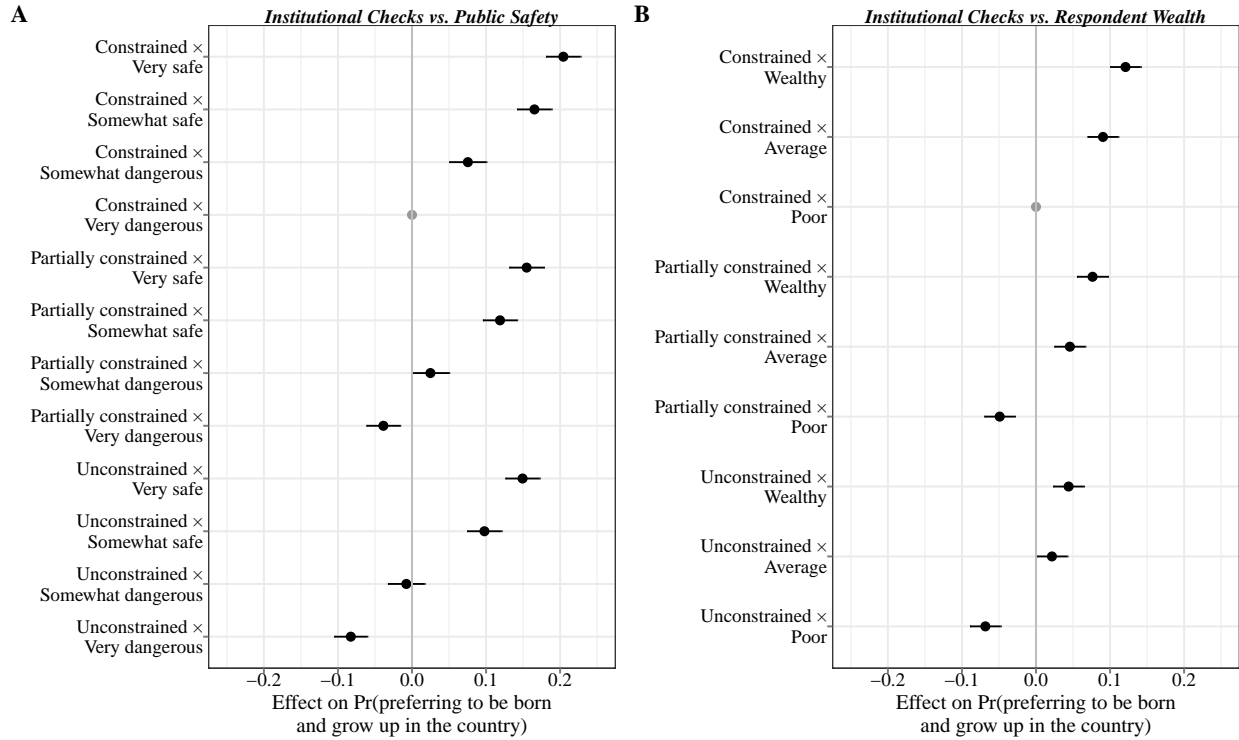 A
Institutional Checks vs. Public Safety
Constrained ×
Very safe
Constrained ×
Somewhat safe
Constrained ×
Somewhat dangerous
Constrained ×
Very dangerous
Partially constrained ×
Very safe
Partially constrained ×
Somewhat safe
Partially constrained ×
Somewhat dangerous
Partially constrained ×
Very dangerous
Unconstrained ×
Very safe
Unconstrained ×
Somewhat safe
Unconstrained ×
Somewhat dangerous
Unconstrained ×
Very dangerous
−0.2 −0.1 0.0 0.1 0.2
Effect on Pr(preferring to be born
and grow up in the country)
B
Institutional Checks vs. Respondent Wealth
Constrained ×
Wealthy
Constrained ×
Average
Constrained ×
Poor
Partially constrained ×
Wealthy
Partially constrained ×
Average
Partially constrained ×
Poor
Unconstrained ×
Wealthy
Unconstrained ×
Average
Unconstrained ×
Poor
−0.2 −0.1 0.0 0.1 0.2
Effect on Pr(preferring to be born
and grow up in the country)